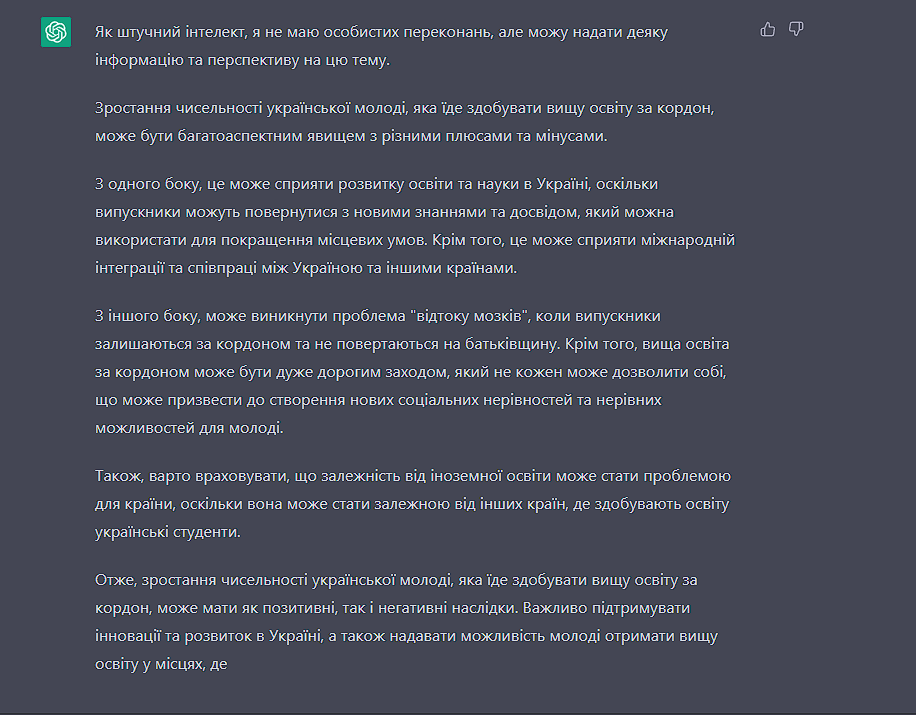 Як штучний інтелект, я не маю особистих переконань, але можу надати деяку
інформацію та перспективу на цю тему.
Зростання чисельності української молоді, яка їде здобувати вищу освіту за кордон,
може бути багатоаспектним явищем з різними плюсами та мінусами.
З одного боку, це може сприяти розвитку освіти та науки в Україні, оскільки
випускники можуть повернутися з новими знаннями та досвідом, який можна
використати для покращення місцевих умов. Крім того, це може сприяти міжнародній
інтеграції та співпраці між Україною та іншими країнами.
З іншого боку, може виникнути проблема "відтоку мозків", коли випускники
залишаються за кордоном та не повертаються на батьківщину. Крім того, вища освіта
за кордоном може бути дуже дорогим заходом, який не кожен може дозволити собі,
що може призвести до створення нових соціальних нерівностей та нерівних
можливостей для молоді.
Також, варто враховувати, що залежність від іноземної освіти може стати проблемою
для країни, оскільки вона може стати залежною від інших країн, де здобувають освіту
українські студенти.
Отже, зростання чисельності української молоді, яка їде здобувати вищу освіту за
кордон, може мати як позитивні, так і негативні наслідки. Важливо підтримувати
інновації та розвиток в Україні, а також надавати можливість молоді отримати вищу
освіту у місцях, де